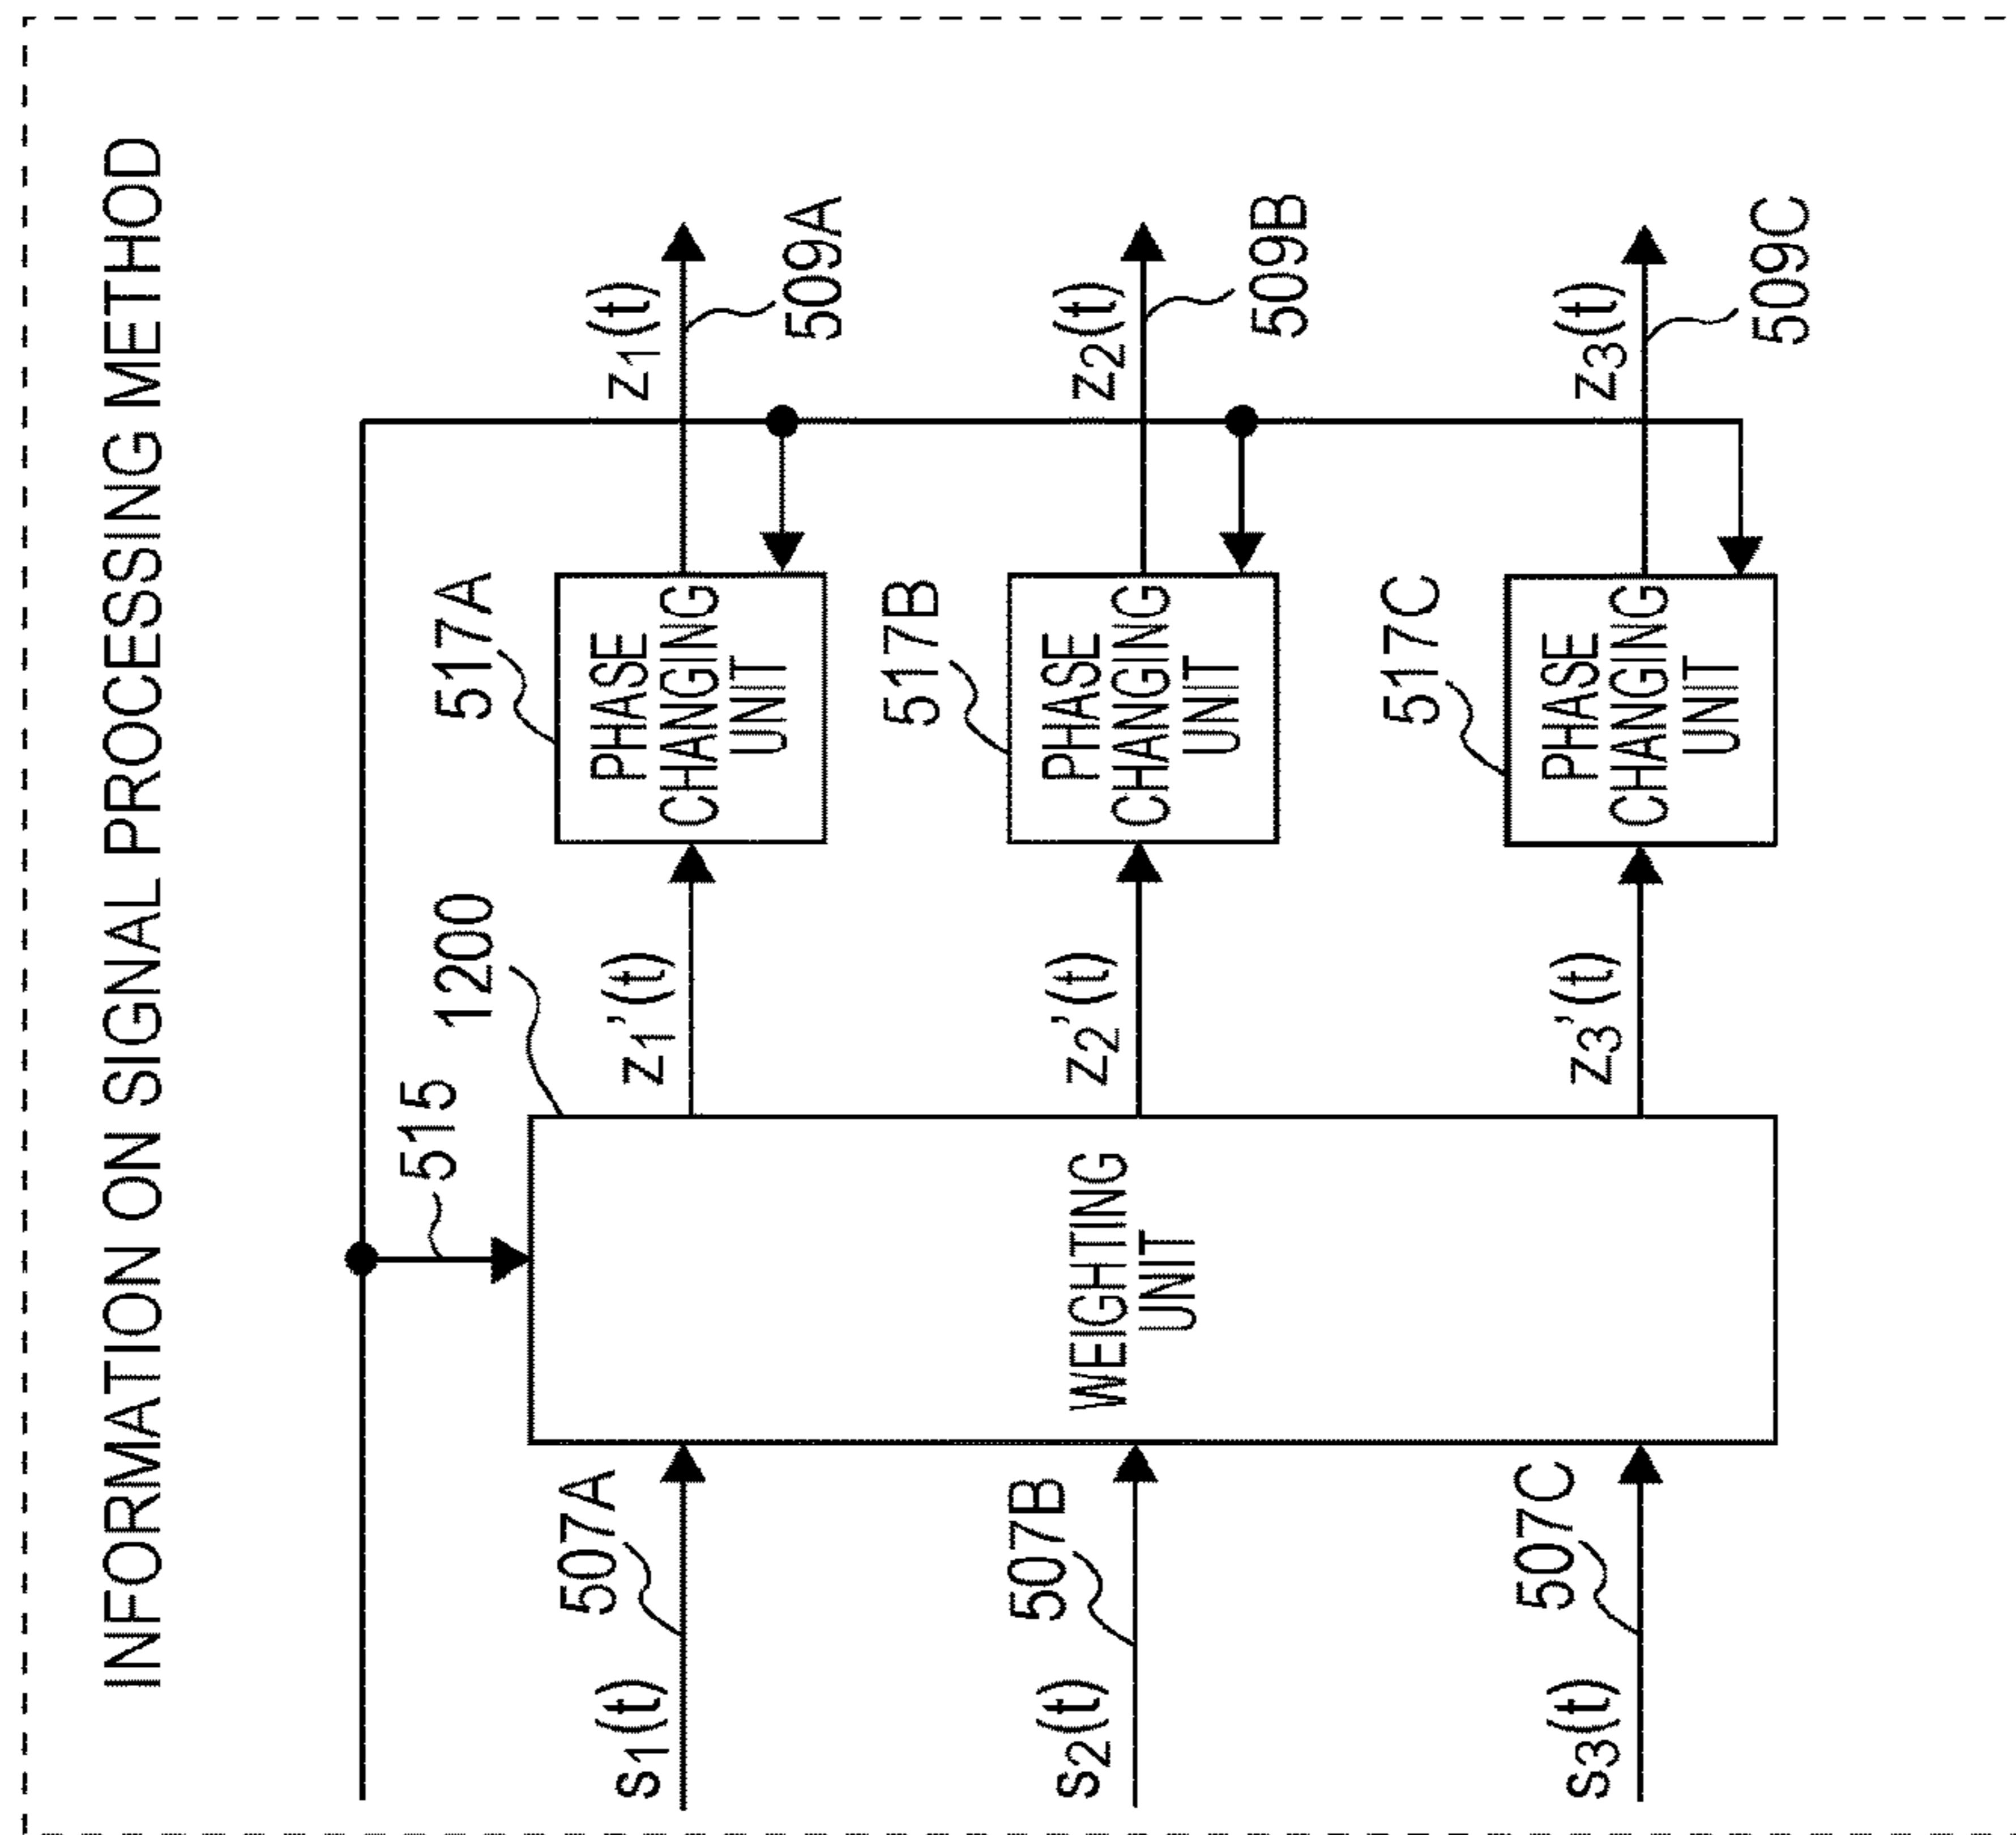 INFORMATION ON SIGNAL PROCESSING METHOD
515
1200
s1(t)
507A
z1'(t)
517A
PHASE
CHANGING
UNIT
z1(t)
509A
WEIGHTING
UNIT
s2(t)
507B
z2'(t)
517B
PHASE
CHANGING
UNIT
z2(t)
509B
s3(t)
507C
z3'(t)
517C
PHASE
CHANGING
UNIT
z3(t)
509C